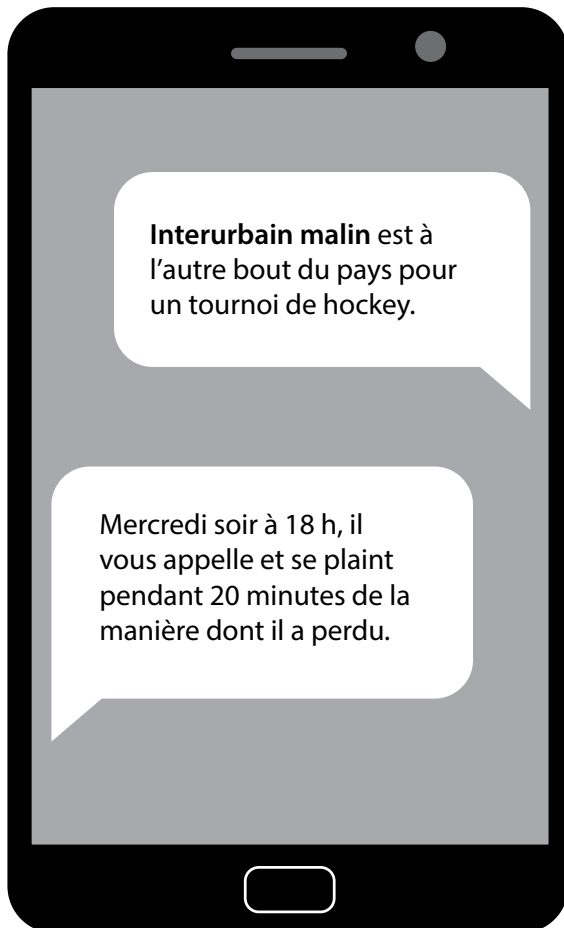 Interurbain malin est à
l’autre bout du pays pour
un tournoi de hockey.
Mercredi soir à 18 h, il
vous appelle et se plaint
pendant 20 minutes de la
manière dont il a perdu.